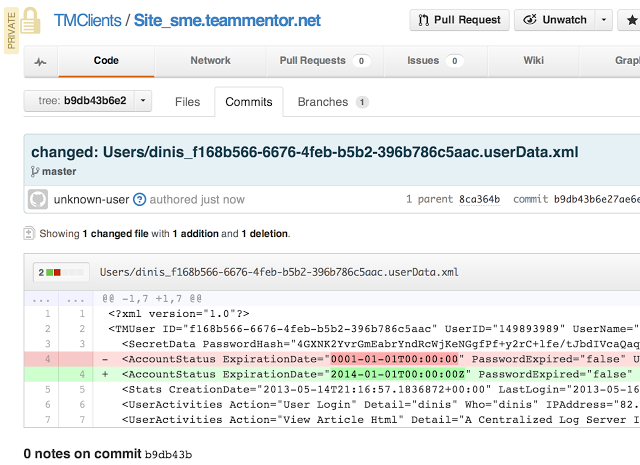 PRIVATE
TMClients / Site_sme.teammentor.net
Pull Request
Unwatch
Code
Network
Pull Requests 0
Issues 0
Wiki
Grap
tree: b9db43b6e2
Files
Commits
Branches 1
changed: Users/dinis_f168b566-6676-4feb-b5b2-396b786c5aac.userData.xml
master
unknown-user ? authored just now
1 parent 8ca364b commit b9db43b6e27ae6e
Showing 1 changed file with 1 addition and 1 deletion.
2 Users/dinis_f168b566-6676-4feb-b5b2-396b786c5aac.userData.xml
... ... @@ -1,7 +1,7 @@
1 1 <?xml version="1.0"?>
2 2 <TMUser ID="f168b566-6676-4feb-b5b2-396b786c5aac" UserID="149893989" UserName="
3 3 <SecretData PasswordHash="4GXNK2YvrGmEabrYndRcWjKeNGgfPf+y2rC+lfe/tJbdIVcaQaq
4 - <AccountStatus ExpirationDate="0001-01-01T00:00:00" PasswordExpired="false" U
4 + <AccountStatus ExpirationDate="2014-01-01T00:00:00Z" PasswordExpired="false"
5 5 <Stats CreationDate="2013-05-14T21:16:57.1836872+00:00" LastLogin="2013-05-16
6 6 <UserActivities Action="User Login" Detail="dinis" Who="dinis" IPAddress="82.
7 7 <UserActivities Action="View Article Html" Detail="A Centralized Log Server I
0 notes on commit b9db43b